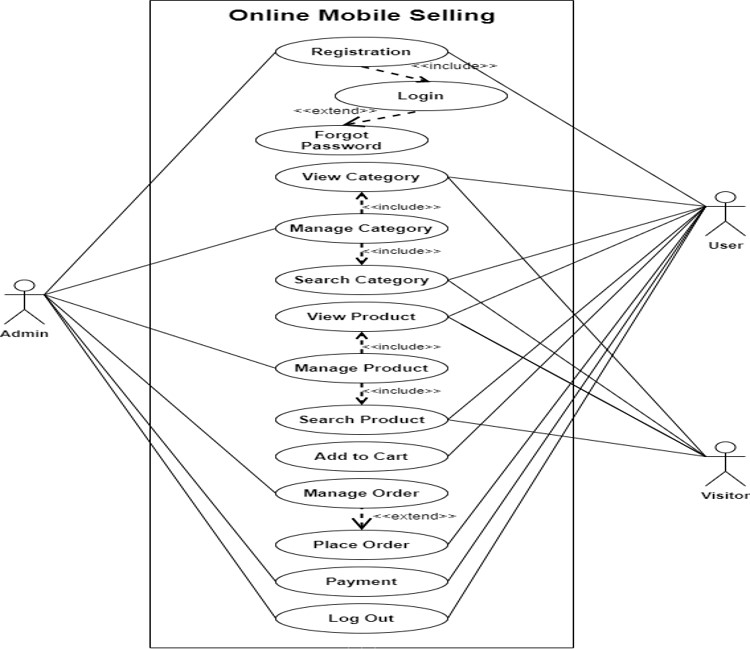 Online Mobile Selling
Registration
<<include>>
Login
<<extend>>
Forgot
Password
View Category
<<include>>
Manage Category
<<include>>
Search Category
View Product
<<include>>
Manage Product
<<include>>
Search Product
Add to Cart
Manage Order
<<extend>>
Place Order
Payment
Log Out
Admin
User
Visitor